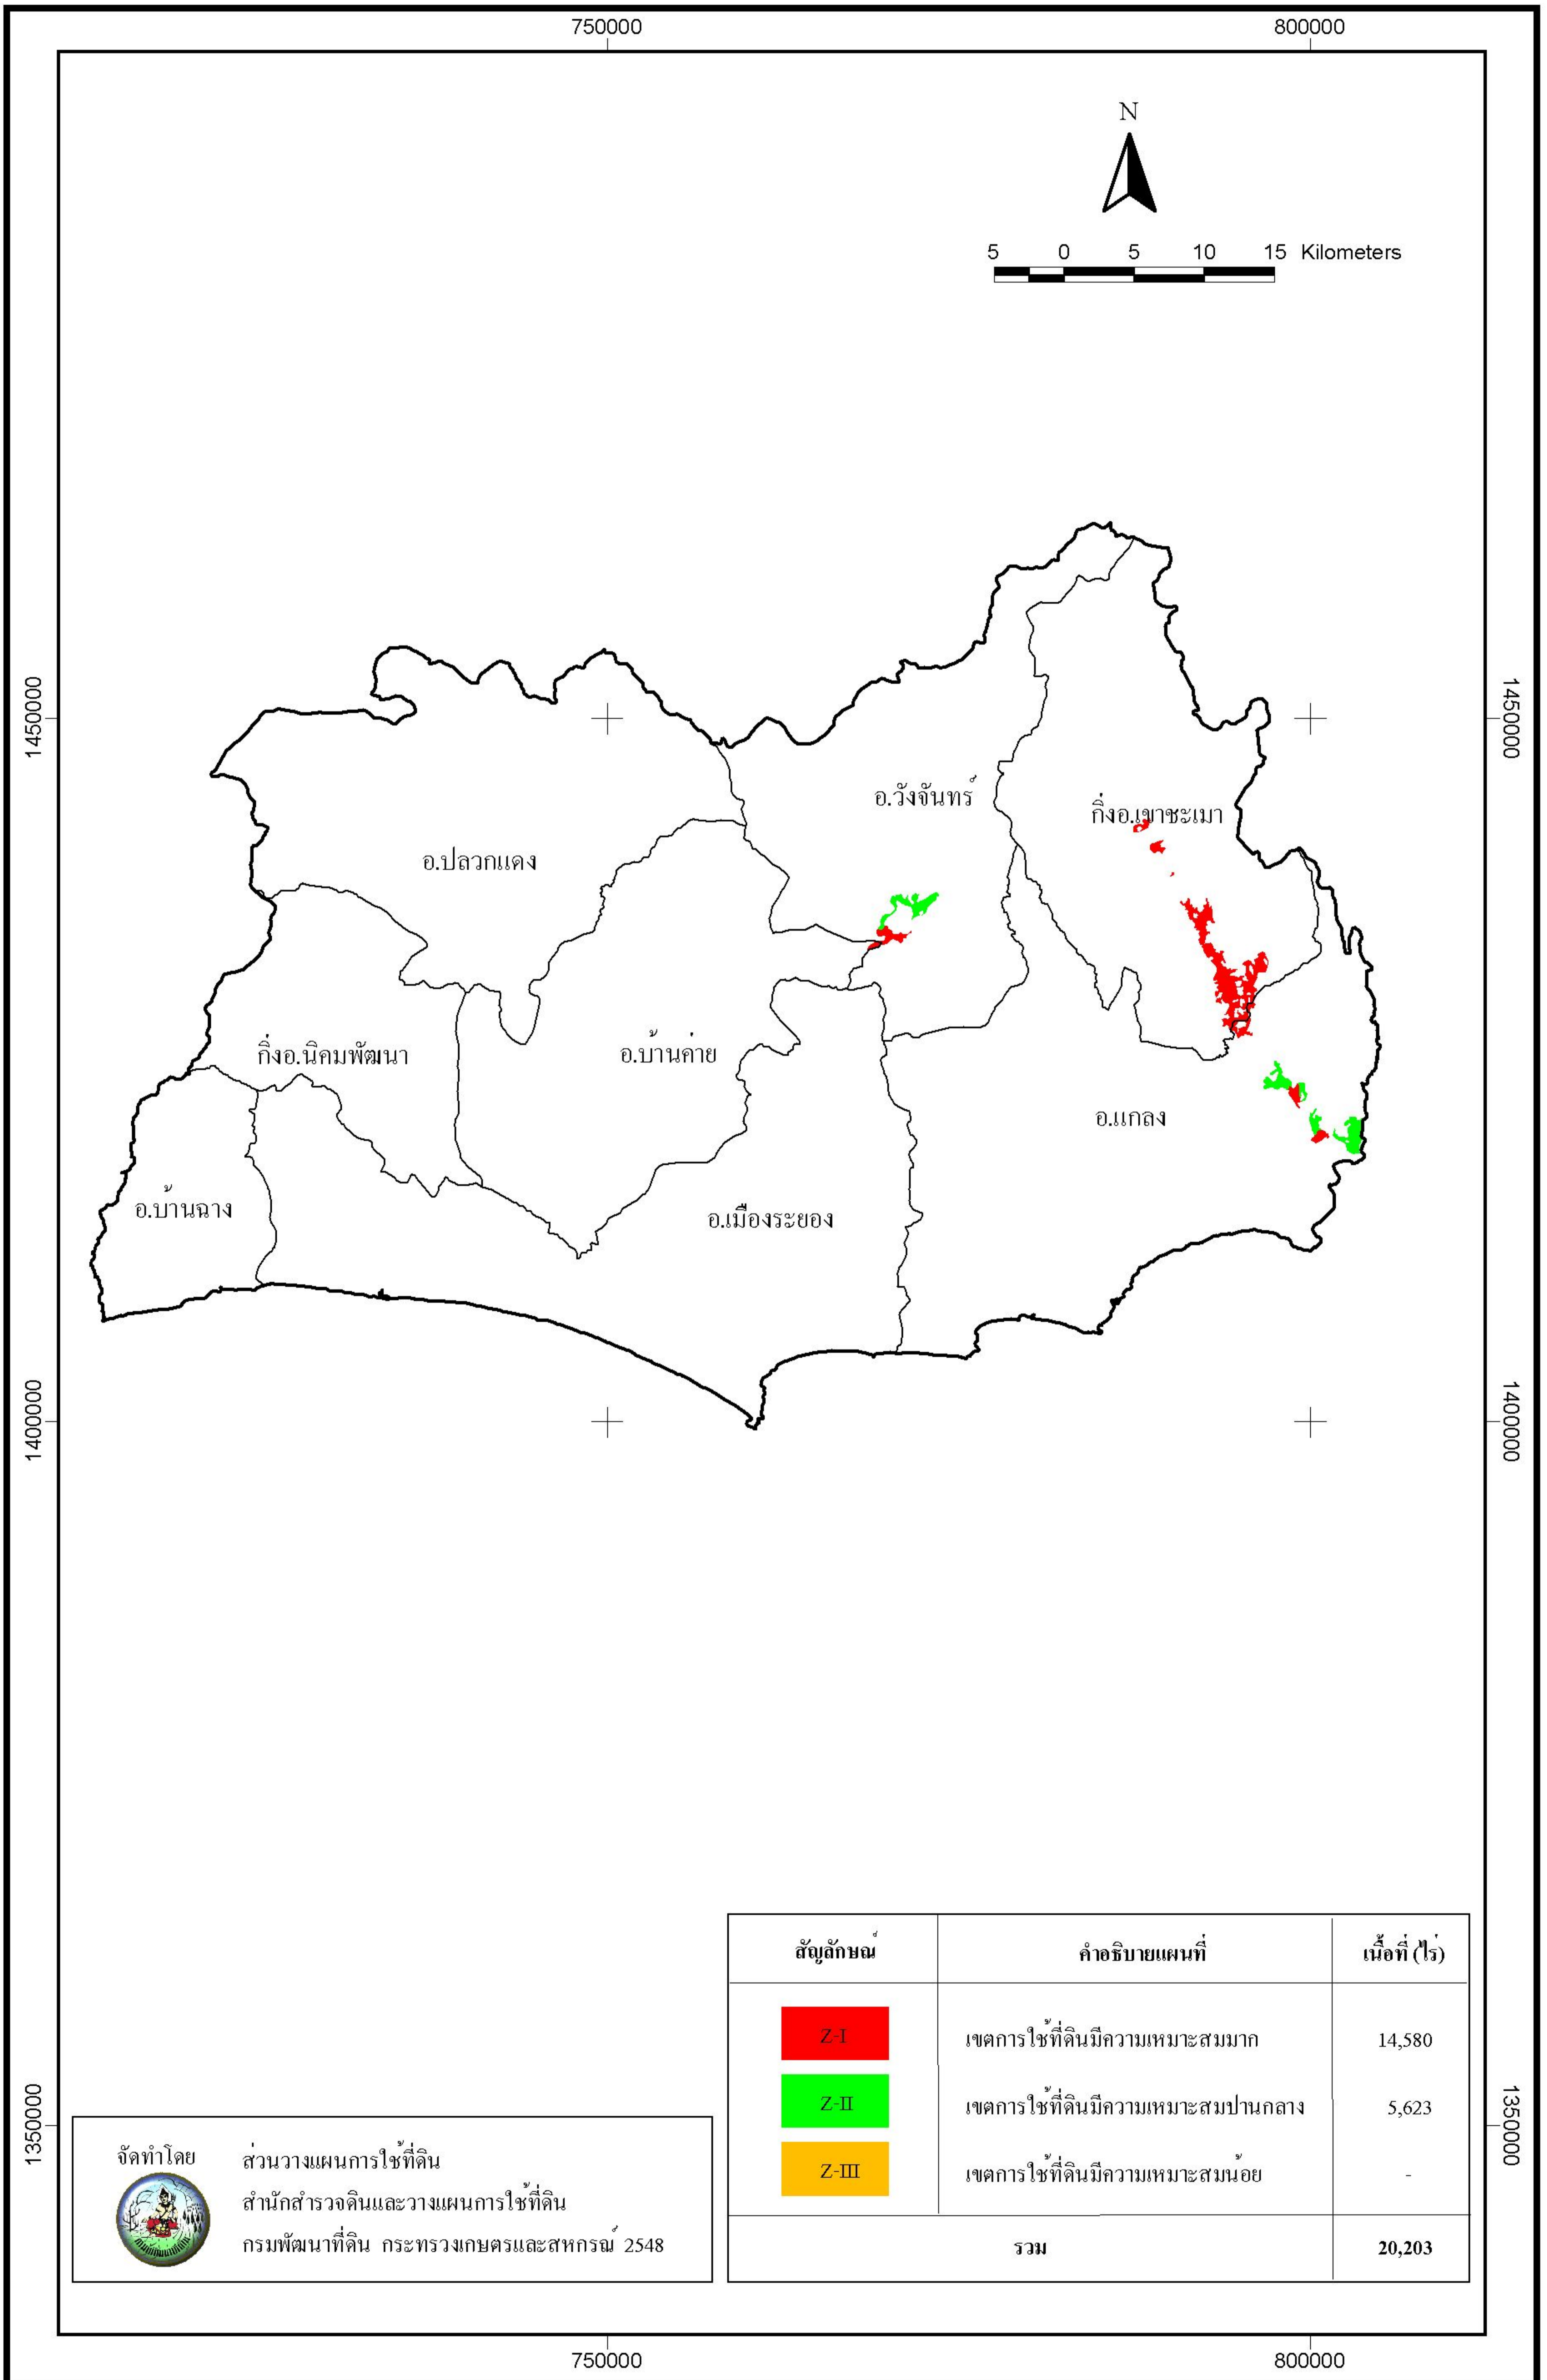 750000 800000
N
5 0 5 10 15 Kilometers
1450000 1450000
อ.วังจันทร์
กิ่งอ.เขาชะเมา
อ.ปลวกแดง
กิ่งอ.นิคมพัฒนา
อ.บ้านค่าย
อ.แกลง
อ.บ้านฉาง
อ.เมืองระยอง
1400000 1400000
สัญลักษณ์ คำอธิบายแผนที่ เนื้อที่ (ไร่)
Z-I เขตการใช้ที่ดินมีความเหมาะสมมาก 14,580
Z-II เขตการใช้ที่ดินมีความเหมาะสมปานกลาง 5,623
Z-III เขตการใช้ที่ดินมีความเหมาะสมน้อย -
รวม 20,203
1350000 1350000
จัดทำโดย ส่วนวางแผนการใช้ที่ดิน
สำนักสำรวจดินและวางแผนการใช้ที่ดิน
กรมพัฒนาที่ดิน กระทรวงเกษตรและสหกรณ์ 2548
กรมพัฒนาที่ดิน
750000 800000